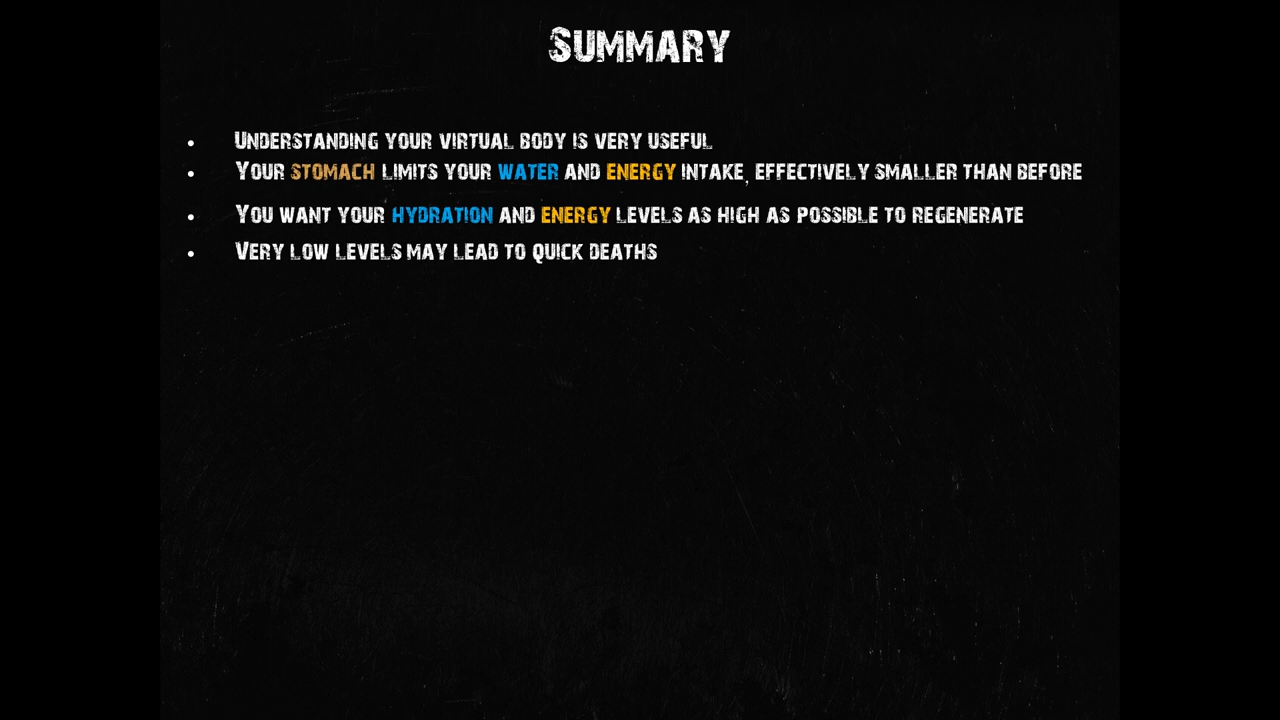 Summary
• Understanding your virtual body is very useful
• Your stomach limits your water and energy intake, effectively smaller than before
• You want your hydration and energy levels as high as possible to regenerate
• Very low levels may lead to quick deaths